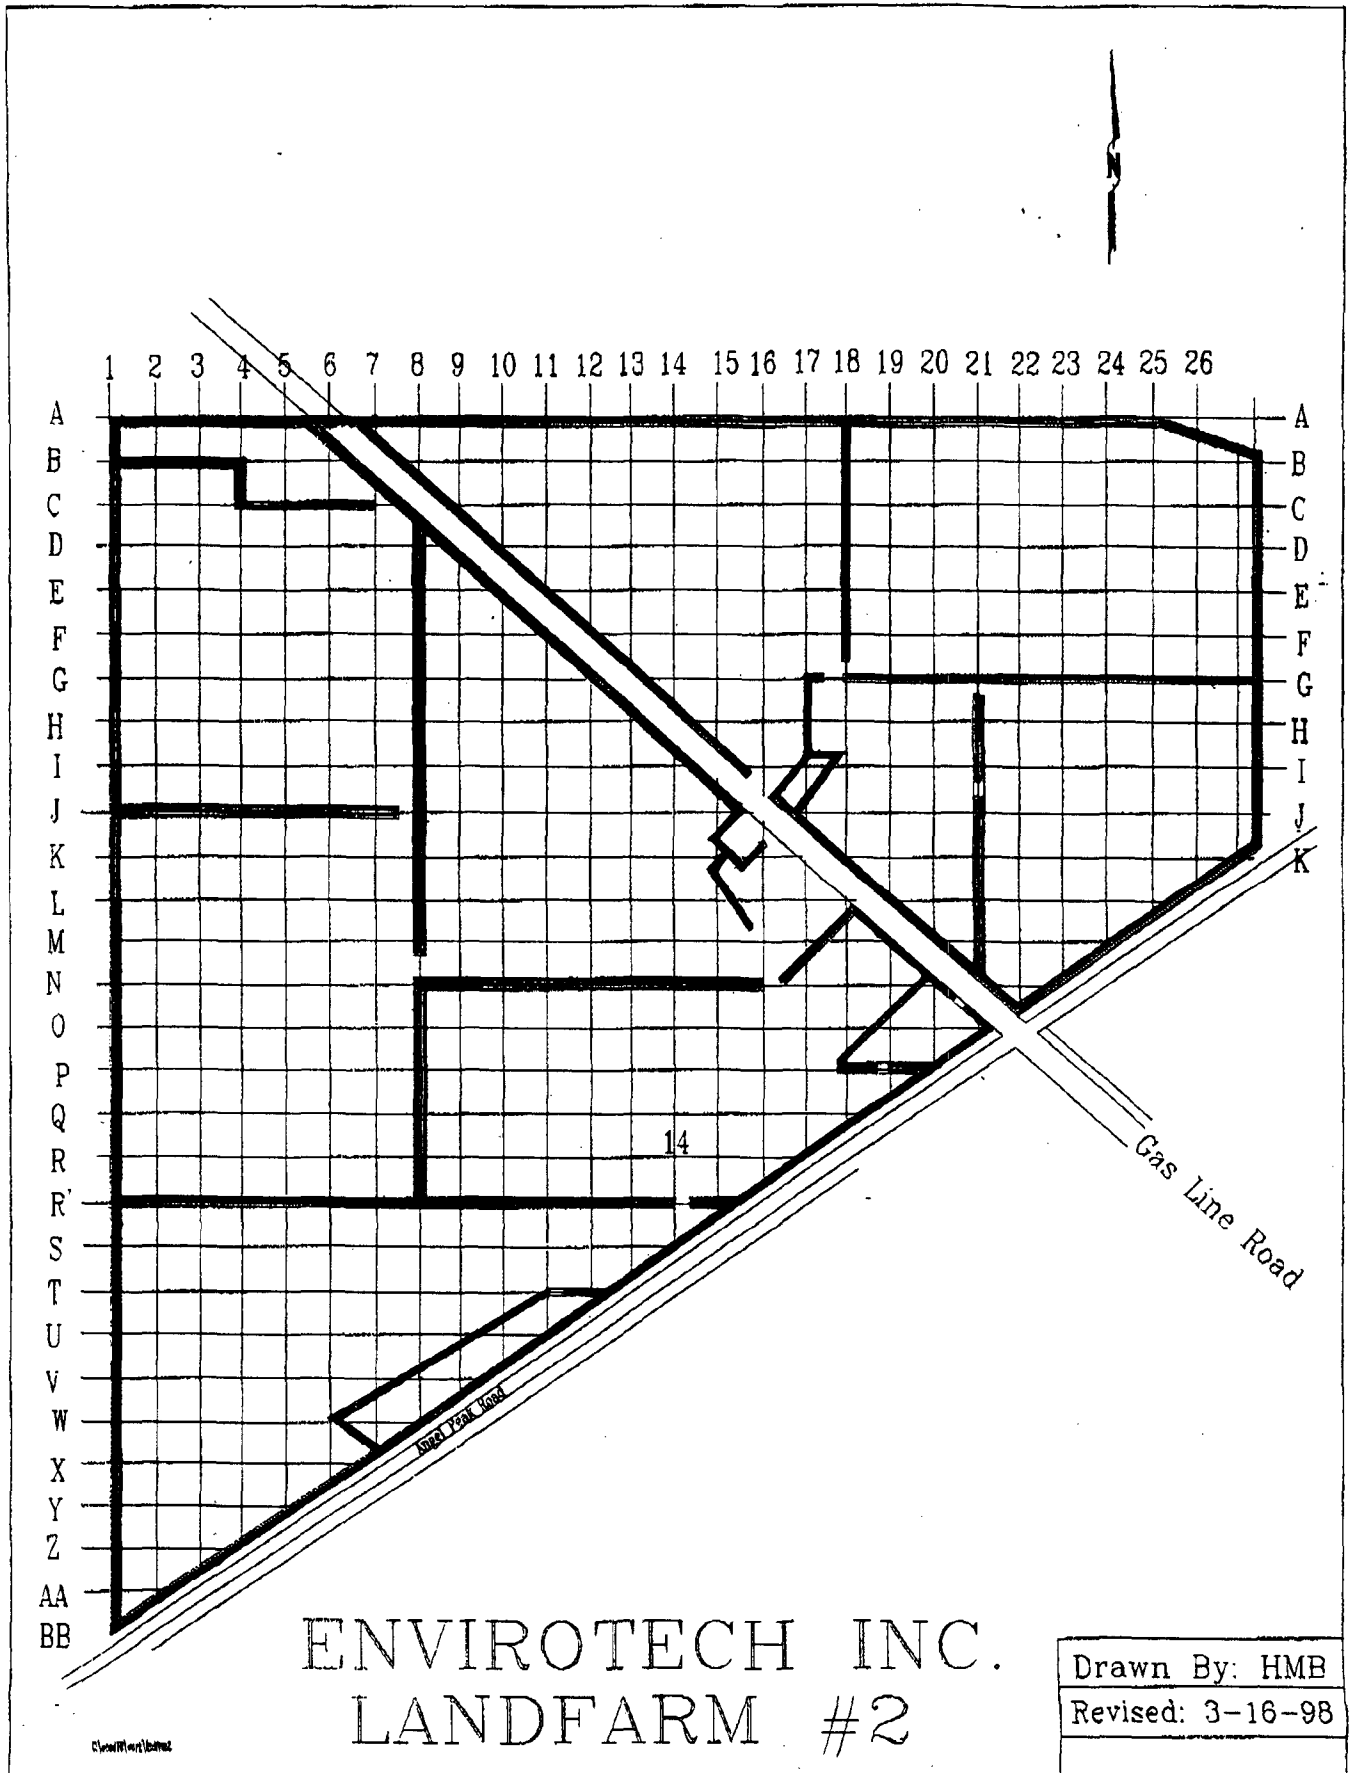 N
1 2 3 4 5 6 7 8 9 10 11 12 13 14 15 16 17 18 19 20 21 22 23 24 25 26
A A
B B
C C
D D
E E
F F
G G
H H
I I
J J
K K
L
M
N
O
P
Q
14
R
R'
S
T
U
V
W
X
Y
Z
AA
BB
Gas Line Road
Angel Peak Road
ENVIROTECH INC.
LANDFARM #2
Drawn By: HMB
Revised: 3-16-98